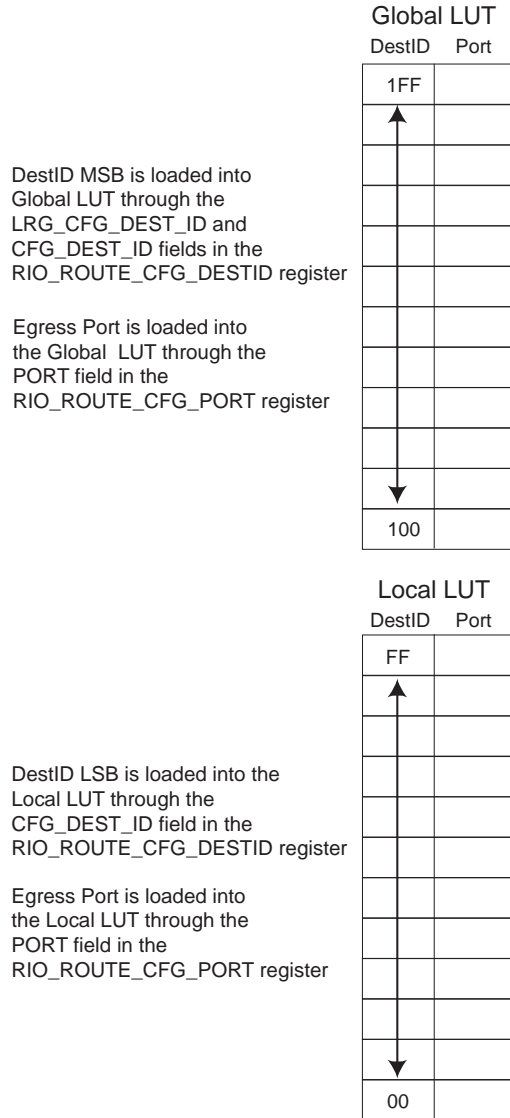 Global LUT
DestID Port
1FF
DestID MSB is loaded into
Global LUT through the
LRG_CFG_DEST_ID and
CFG_DEST_ID fields in the
RIO_ROUTE_CFG_DESTID register
Egress Port is loaded into
the Global LUT through the
PORT field in the
RIO_ROUTE_CFG_PORT register
100
Local LUT
DestID Port
FF
DestID LSB is loaded into the
Local LUT through the
CFG_DEST_ID field in the
RIO_ROUTE_CFG_DESTID register
Egress Port is loaded into
the Local LUT through the
PORT field in the
RIO_ROUTE_CFG_PORT register
00